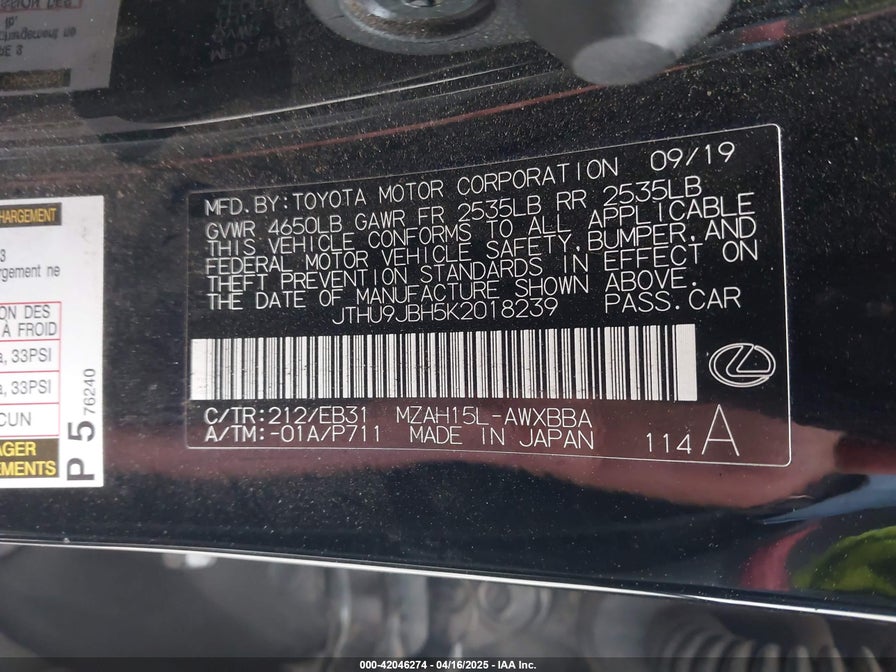 HARGEMENT
3
rgement ne
ON DES
À FROID
a, 33PSI
a, 33PSI
CUN
AGER
EMENTS
P 5
76240
MFD. BY: TOYOTA MOTOR CORPORATION 09/19
GVWR 4650LB GAWR FR 2535LB RR 2535LB
THIS VEHICLE CONFORMS TO ALL APPLICABLE
FEDERAL MOTOR VEHICLE SAFETY, BUMPER, AND
THEFT PREVENTION STANDARDS IN EFFECT ON
THE DATE OF MANUFACTURE SHOWN ABOVE.
JTHU9JBH5K2018239 PASS.CAR
C/TR:212/EB31 MZAH15L-AWXBBA
A/TM:-01A/P711 MADE IN JAPAN 114 A
000-42046274 - 04/16/2025 - IAA Inc.